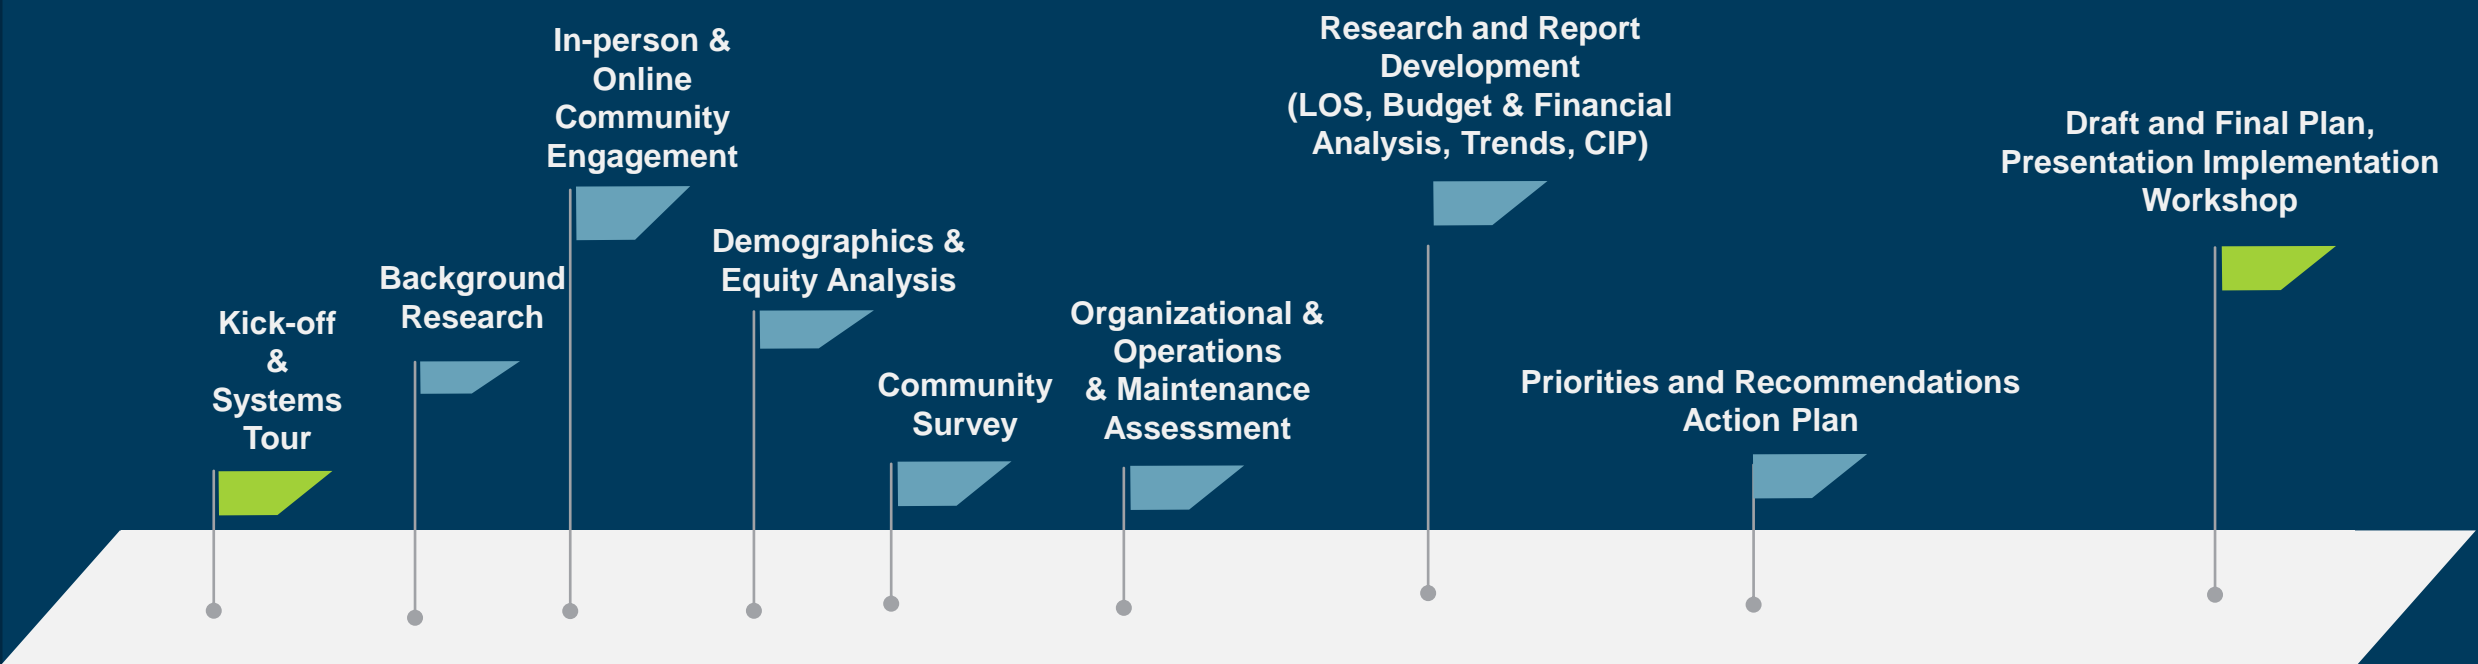 Kick-off
&
Systems
Tour
Background
Research
In-person &
Online
Community
Engagement
Demographics &
Equity Analysis
Community
Survey
Organizational &
Operations
& Maintenance
Assessment
Research and Report
Development
(LOS, Budget & Financial
Analysis, Trends, CIP)
Priorities and Recommendations
Action Plan
Draft and Final Plan,
Presentation Implementation
Workshop